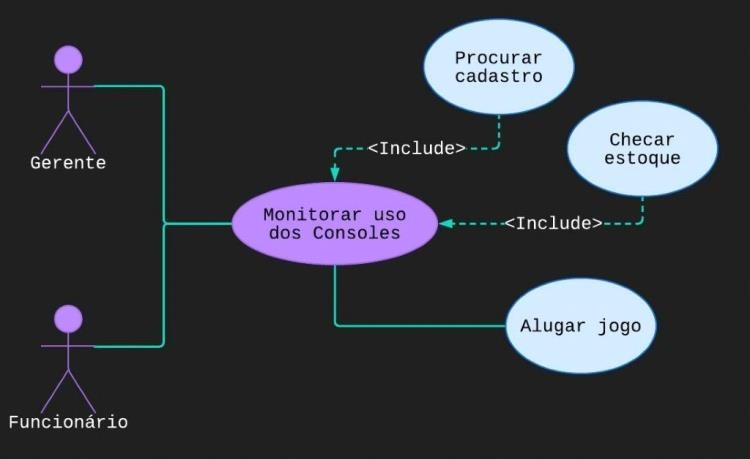 Procurar
cadastro
Gerente
<Include>
Checar
estoque
Monitorar uso
dos Consoles
<Include>
Alugar jogo
Funcionário